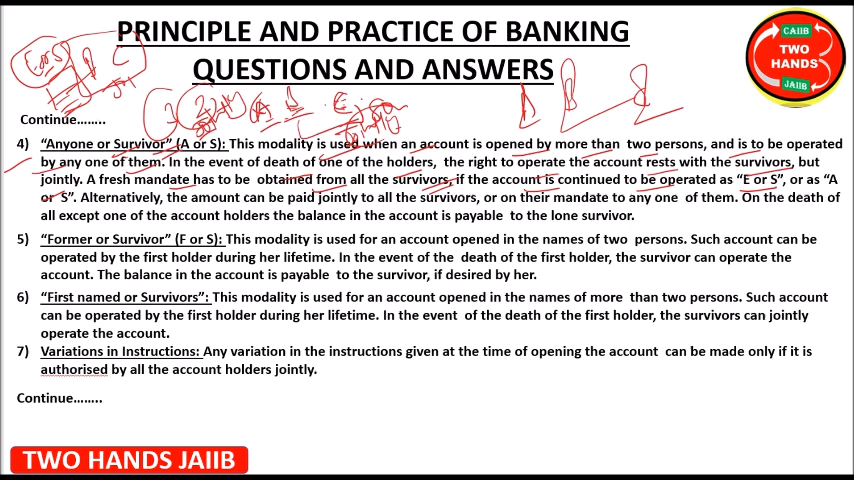 PRINCIPLE AND PRACTICE OF BANKING
QUESTIONS AND ANSWERS
CAIIB
TWO
HANDS
JAIIB
E or S
Continue……..
4) “Anyone or Survivor” (A or S): This modality is used when an account is opened by more than two persons, and is to be operated
by any one of them. In the event of death of one of the holders, the right to operate the account rests with the survivors, but
jointly. A fresh mandate has to be obtained from all the survivors, if the account is continued to be operated as “E or S”, or as “A
or S”. Alternatively, the amount can be paid jointly to all the survivors, or on their mandate to any one of them. On the death of
all except one of the account holders the balance in the account is payable to the lone survivor.
5) “Former or Survivor” (F or S): This modality is used for an account opened in the names of two persons. Such account can be
operated by the first holder during her lifetime. In the event of the death of the first holder, the survivor can operate the
account. The balance in the account is payable to the survivor, if desired by her.
6) “First named or Survivors”: This modality is used for an account opened in the names of more than two persons. Such account
can be operated by the first holder during her lifetime. In the event of the death of the first holder, the survivors can jointly
operate the account.
7) Variations in Instructions: Any variation in the instructions given at the time of opening the account can be made only if it is
authorised by all the account holders jointly.
Continue……..
TWO HANDS JAIIB